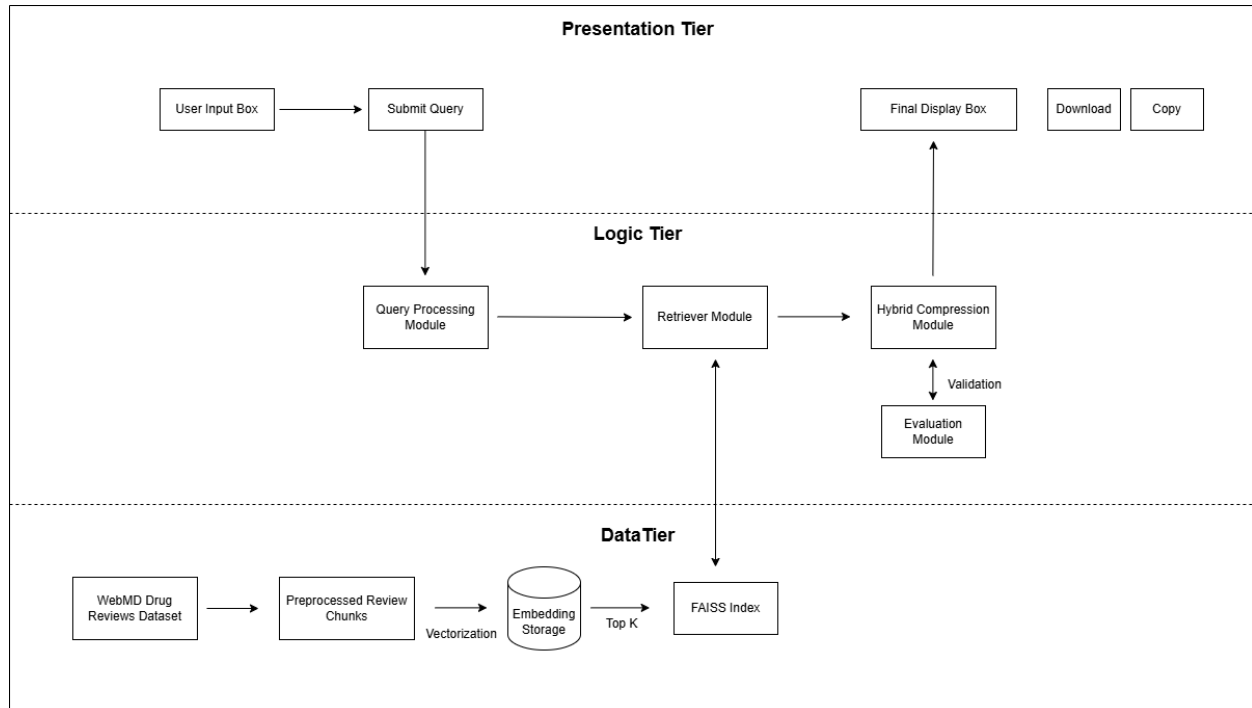 Presentation Tier
User Input Box
Submit Query
Final Display Box
Download
Copy
Logic Tier
Query Processing
Module
Retriever Module
Hybrid Compression
Module
Validation
Evaluation
Module
DataTier
WebMD Drug
Reviews Dataset
Preprocessed Review
Chunks
Vectorization
Embedding
Storage
Top K
FAISS Index